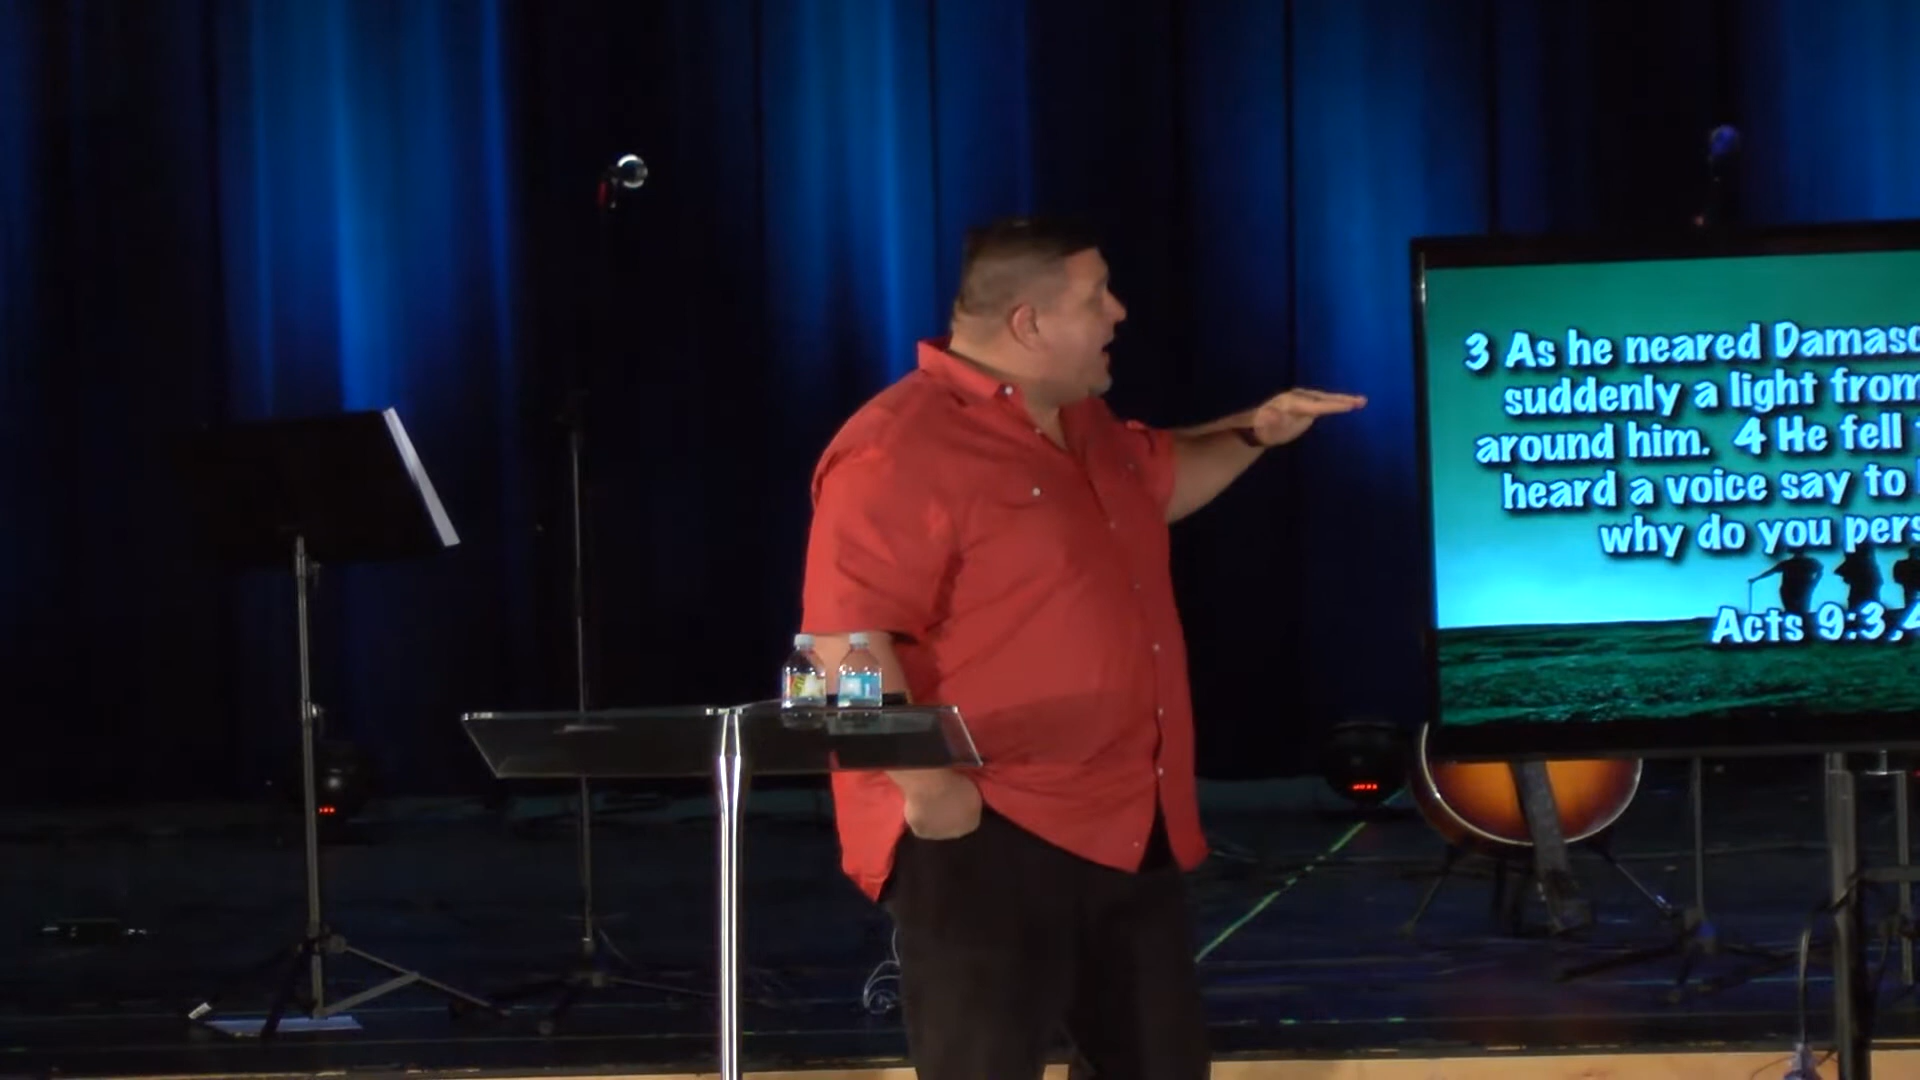 3 As he neared Damasc
suddenly a light from
around him. 4 He fell
heard a voice say to
why do you pers
Acts 9:3,4